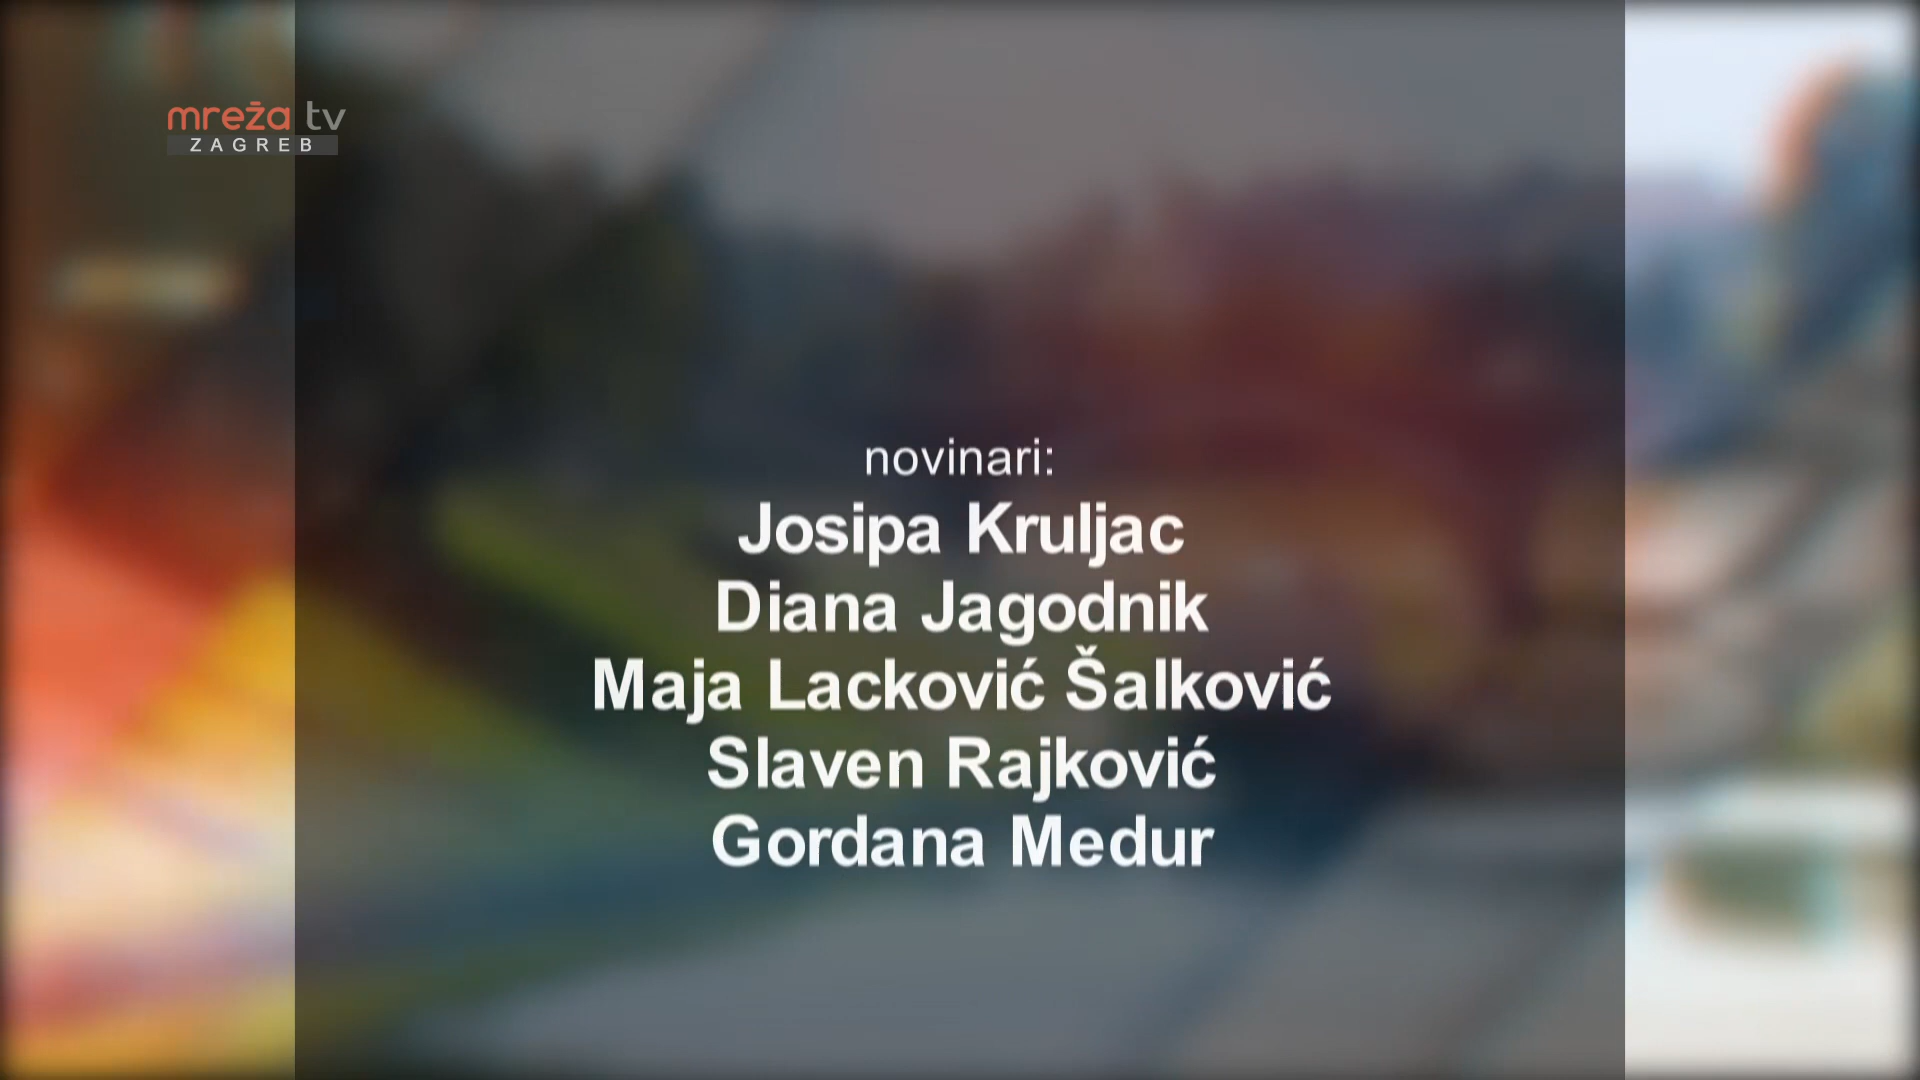 mreža tv
ZAGREB
novinari:
Josipa Kruljac
Diana Jagodnik
Maja Lacković Šalković
Slaven Rajković
Gordana Medur